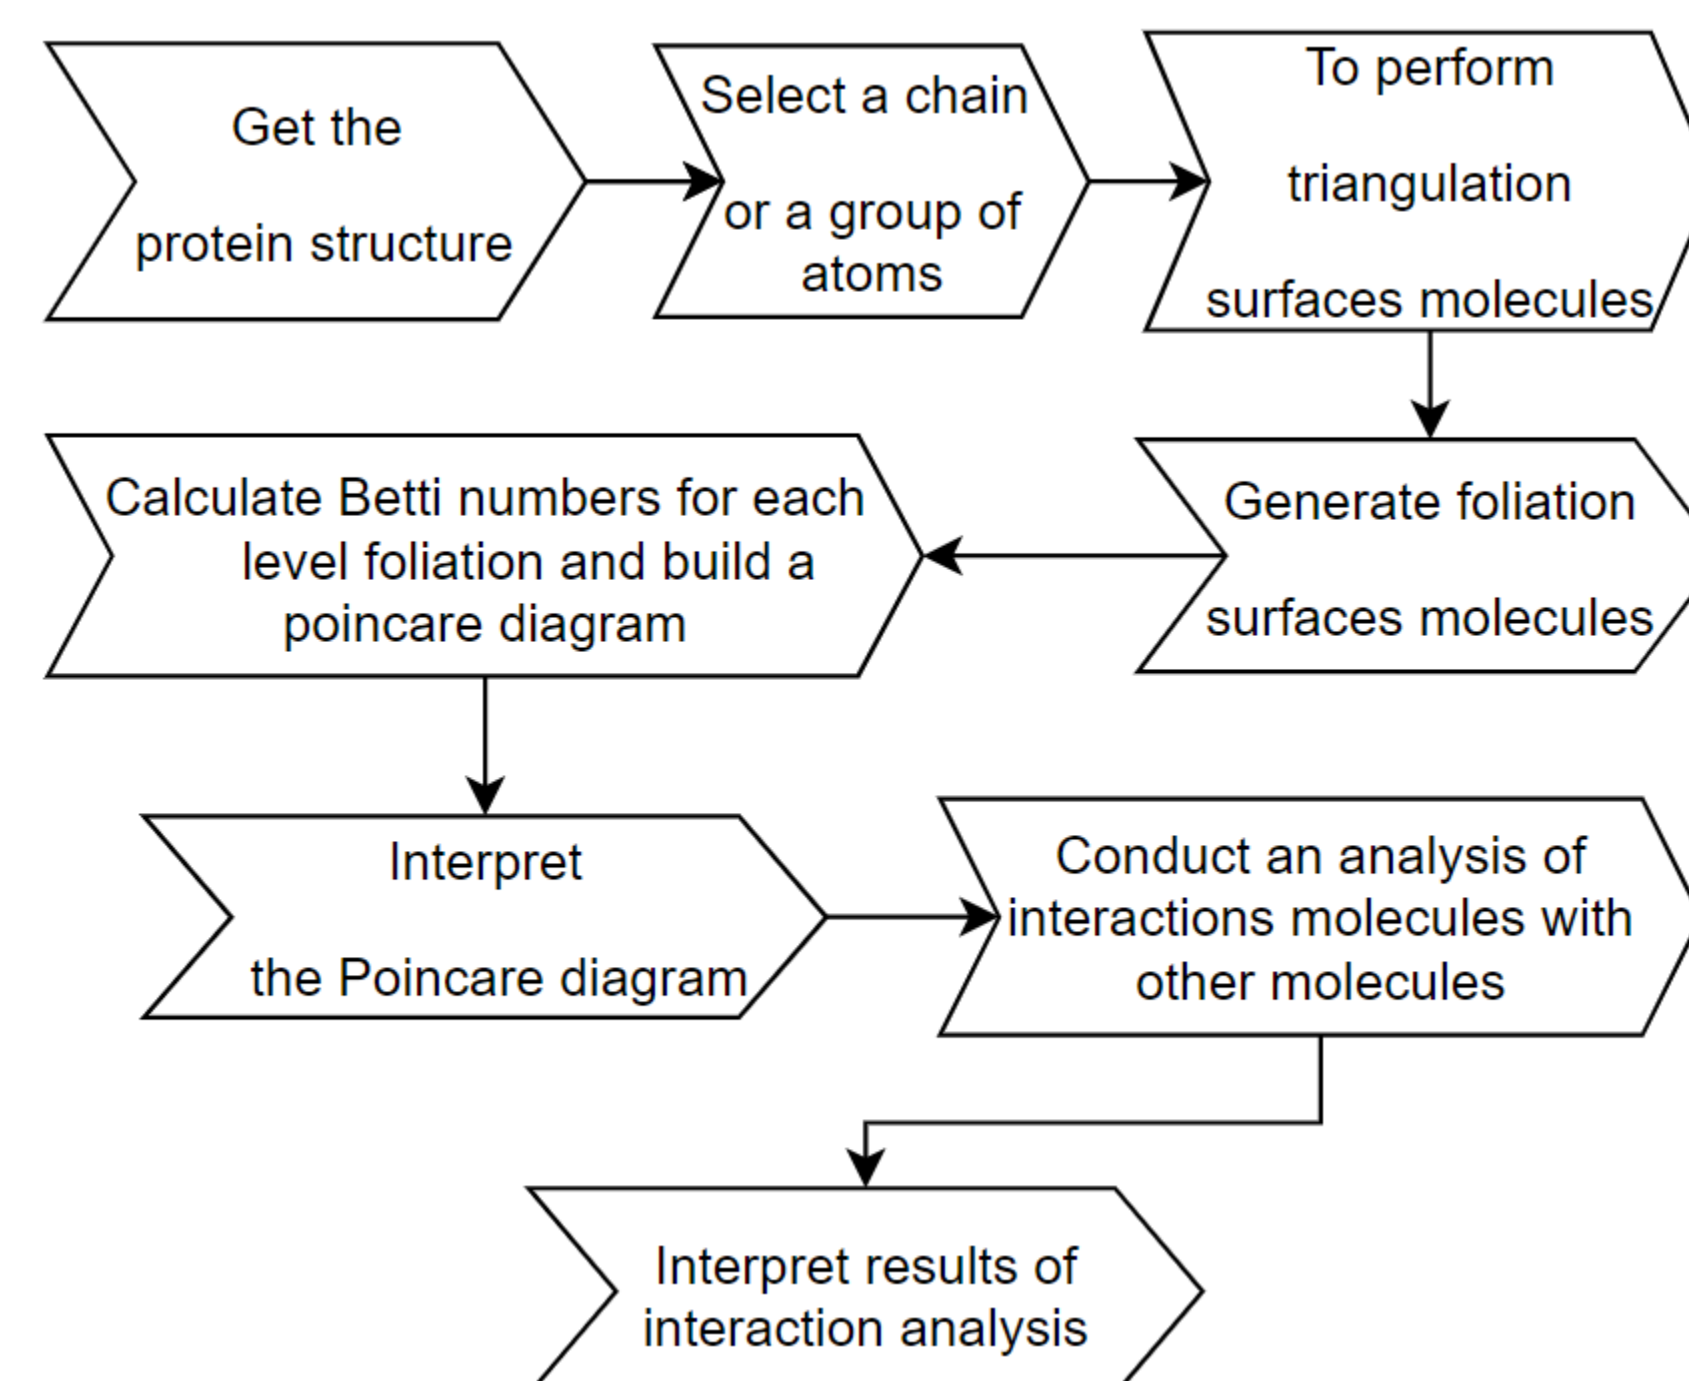 Get the
protein structure
Select a chain
or a group of
atoms
To perform
triangulation
surfaces molecules
Generate foliation
surfaces molecules
Calculate Betti numbers for each
level foliation and build a
poincare diagram
Interpret
the Poincare diagram
Conduct an analysis of
interactions molecules with
other molecules
Interpret results of
interaction analysis